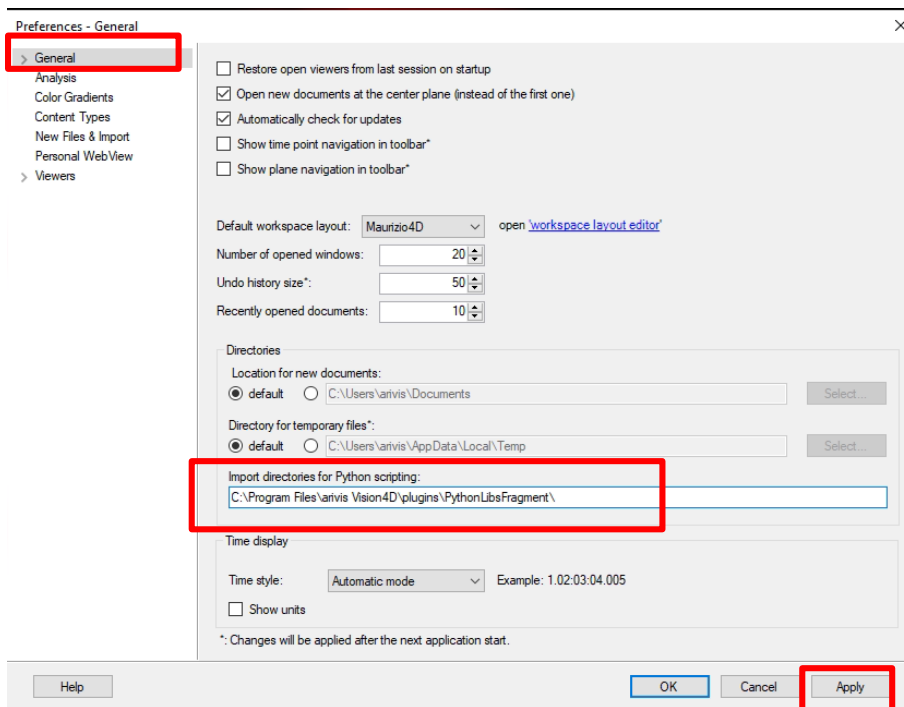 Preferences - General
General
Analysis
Color Gradients
Content Types
New Files & Import
Personal WebView
Viewers
Restore open viewers from last session on startup
Open new documents at the center plane (instead of the first one)
Automatically check for updates
Show time point navigation in toolbar*
Show plane navigation in toolbar*
Default workspace layout: Maurizio4D open 'workspace layout editor'
Number of opened windows: 20
Undo history size*: 50
Recently opened documents: 10
Directories
Location for new documents:
default C:\Users\arivis\Documents Select...
Directory for temporary files*:
default C:\Users\arivis\AppData\Local\Temp Select...
Import directories for Python scripting:
C:\Program Files\arivis Vision4D\plugins\PythonLibsFragment\
Time display
Time style: Automatic mode Example: 1.02:03:04.005
Show units
*: Changes will be applied after the next application start.
Help OK Cancel Apply